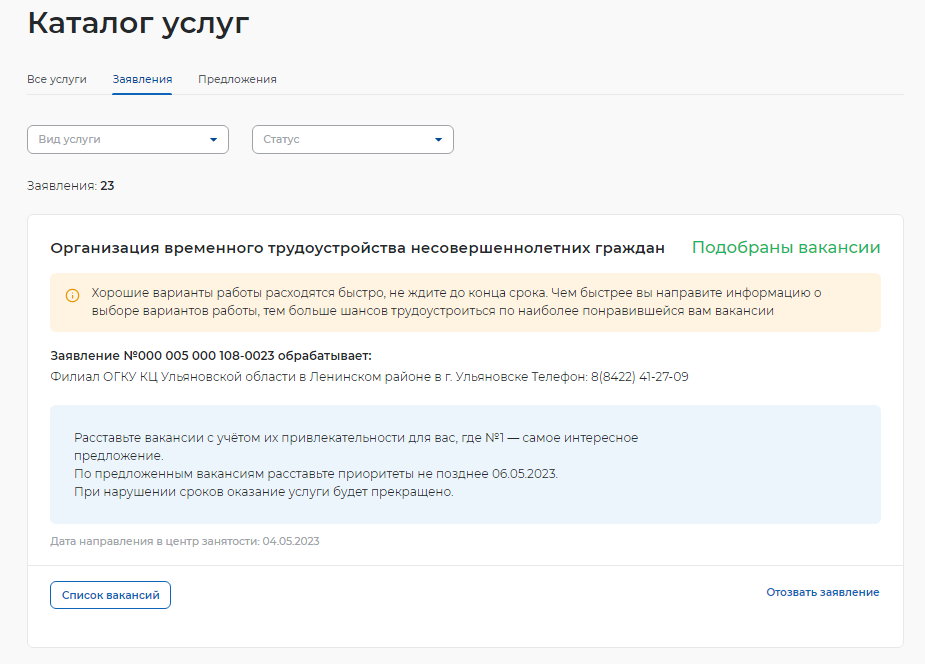 Каталог услуг
Все услуги Заявления Предложения
Вид услуги Статус
Заявления: 23
Организация временного трудоустройства несовершеннолетних граждан Подобраны вакансии
Хорошие варианты работы расходятся быстро, не ждите до конца срока. Чем быстрее вы направите информацию о
выборе вариантов работы, тем больше шансов трудоустроиться по наиболее понравившейся вам вакансии
Заявление №000 005 000 108-0023 обрабатывает:
Филиал ОГКУ КЦ Ульяновской области в Ленинском районе в г. Ульяновске Телефон: 8(8422) 41-27-09
Расставьте вакансии с учётом их привлекательности для вас, где №1 — самое интересное
предложение.
По предложенным вакансиям расставьте приоритеты не позднее 06.05.2023.
При нарушении сроков оказание услуги будет прекращено.
Дата направления в центр занятости: 04.05.2023
Список вакансий Отозвать заявление